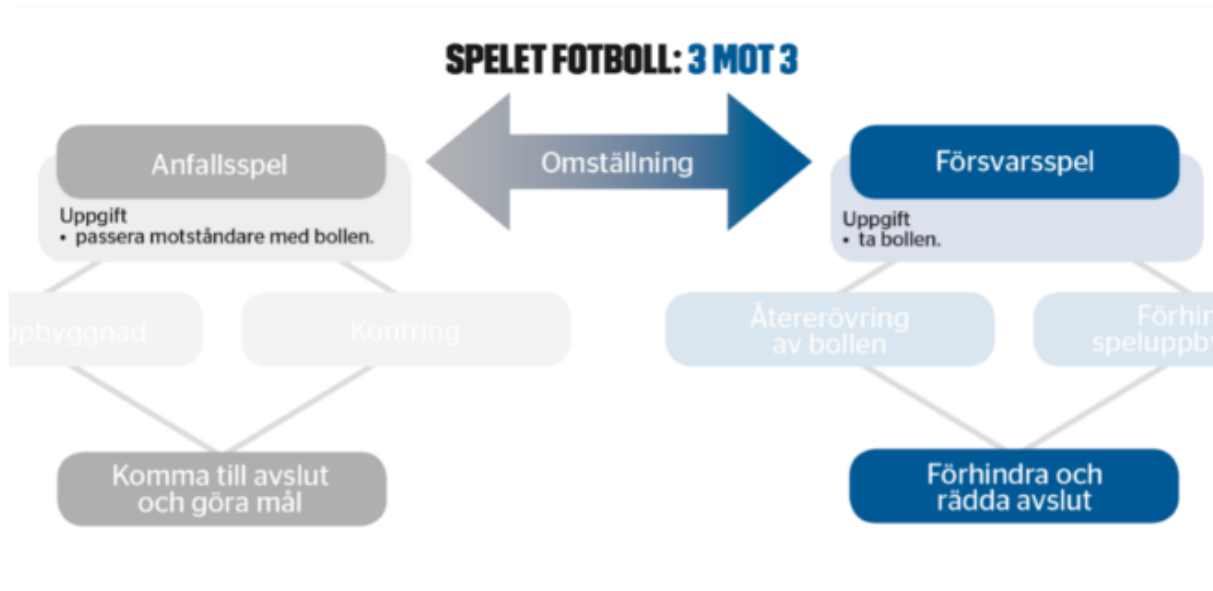 SPELET FOTBOLL: 3 MOT 3
Anfallsspel
Omställning
Försvarsspel
Uppgift
• passera motståndare med bollen.
Uppgift
• ta bollen.
Kontring
Återerövring
av bollen
Komma till avslut
och göra mål
Förhindra och
rädda avslut